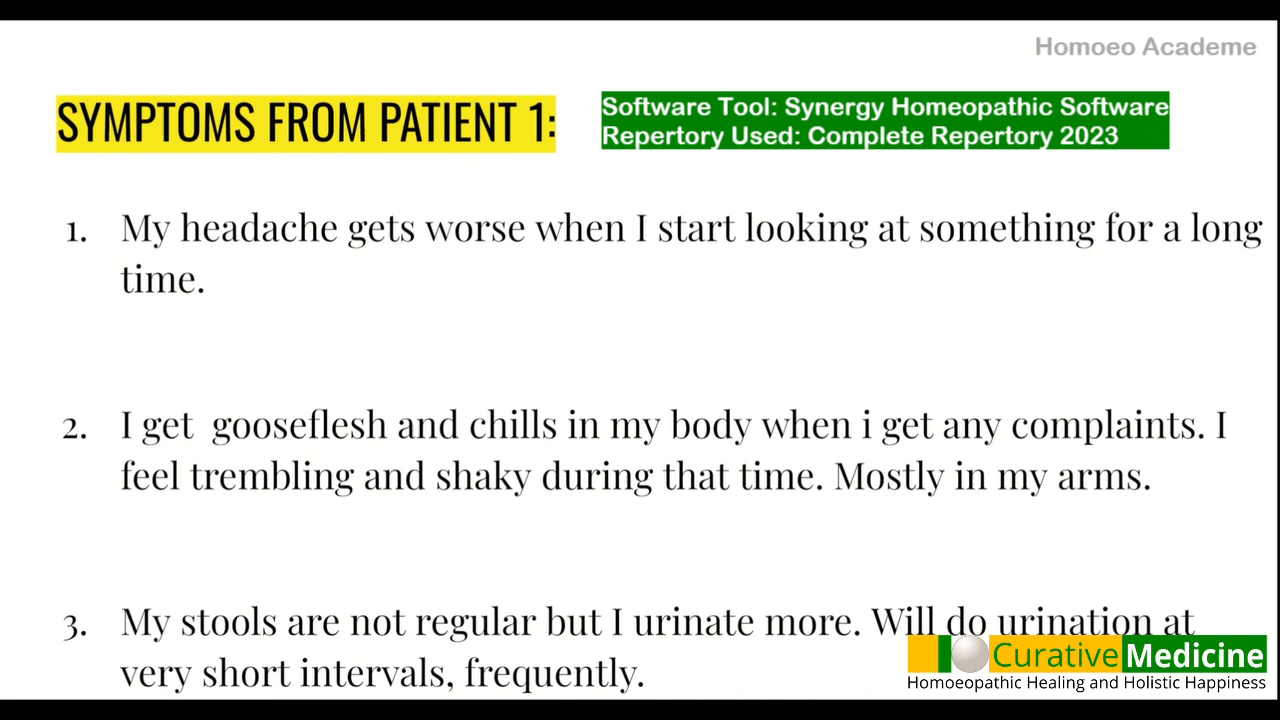 Homoeo Academe
SYMPTOMS FROM PATIENT 1:
Software Tool: Synergy Homeopathic Software
Repertory Used: Complete Repertory 2023
1. My headache gets worse when I start looking at something for a long
time.
2. I get  gooseflesh and chills in my body when i get any complaints. I
feel trembling and shaky during that time. Mostly in my arms.
3. My stools are not regular but I urinate more. Will do urination at
very short intervals, frequently.
Curative Medicine
Homoeopathic Healing and Holistic Happiness